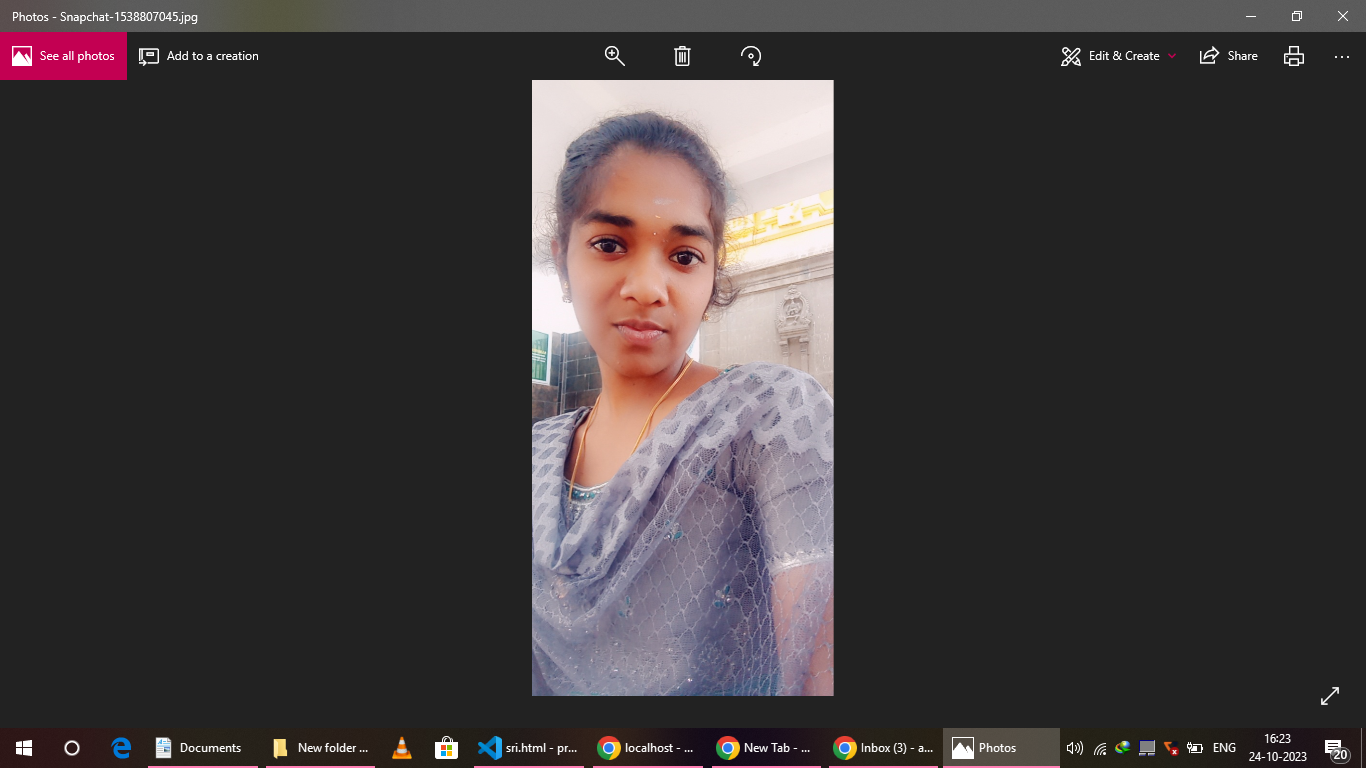 Photos - Snapchat-1538807045.jpg
See all photos
Add to a creation
Edit & Create
Share
Documents
New folder ...
sri.html - pr...
localhost - ...
New Tab - ...
Inbox (3) - a...
Photos
ENG
16:23
24-10-2023
20